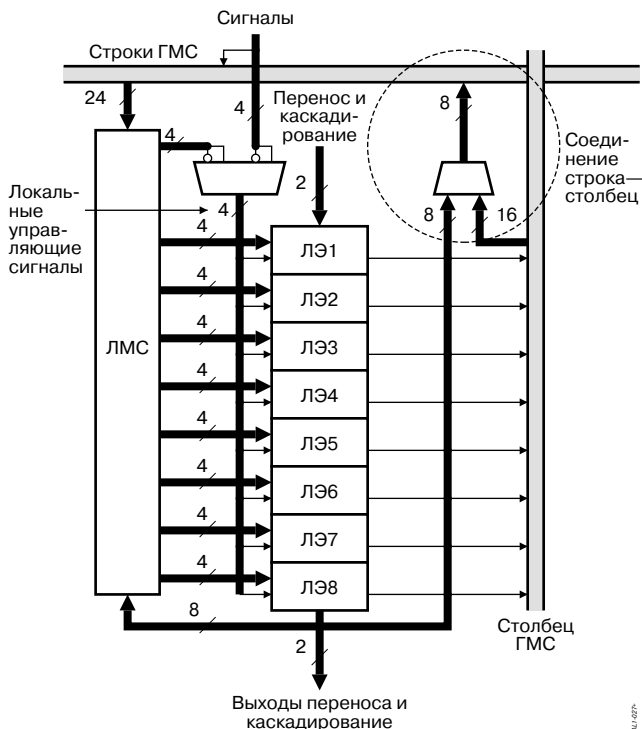 Сигналы
Строки ГМС
24
4
4
Перенос и
каскади-
рование
8
Соеди-
нение
строка—
столбец
Локаль-
ные
управ-
ляющие
сигналы
4
2
8
16
4
ЛЭ1
4
ЛЭ2
4
ЛЭ3
ЛМС
4
ЛЭ4
4
ЛЭ5
4
ЛЭ6
4
ЛЭ7
4
ЛЭ8
8
2
Столбец
ГМС
Выходы переноса и
каскадирование